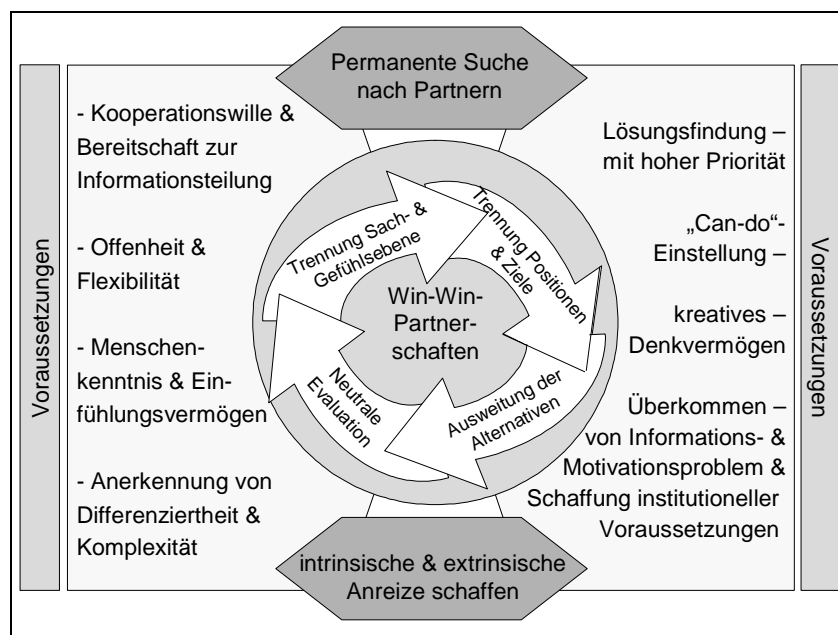 Permanente Suche
nach Partnern
Voraussetzungen
- Kooperationswille &
Bereitschaft zur
Informationsteilung
- Offenheit &
Flexibilität
- Menschen-
kenntnis & Ein-
fühlungsvermögen
- Anerkennung von
Differenziertheit &
Komplexität
Trennung Sach- &
Gefühlsebene
Trennung Positionen
& Ziele
Win-Win-
Partner-
schaften
Neutrale
Evaluation
Ausweitung der
Alternativen
Lösungsfindung –
mit hoher Priorität
„Can-do“-
Einstellung –
kreatives –
Denkvermögen
Überkommen –
von Informations- &
Motivationsproblem &
Schaffung institutioneller
Voraussetzungen
Voraussetzungen
intrinsische & extrinsische
Anreize schaffen